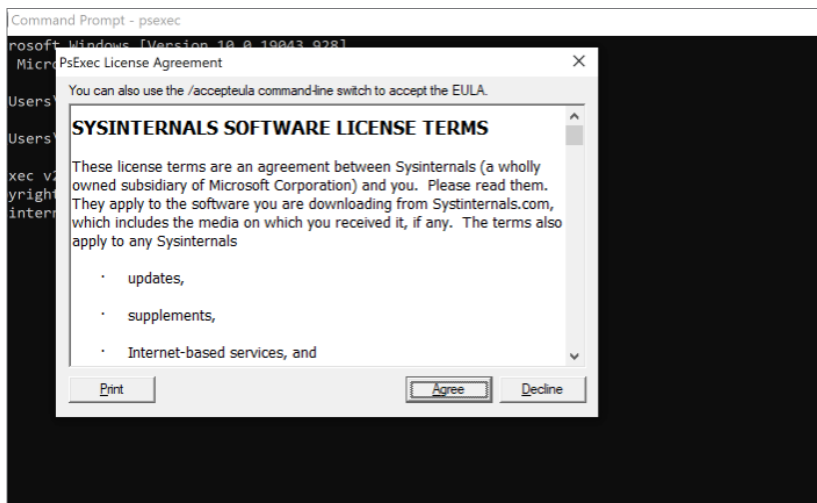 Command Prompt - psexec
rosoft Windows [Version 10.0.19043.928]
Micro
PsExec License Agreement
You can also use the /accepteula command-line switch to accept the EULA.
Users\
Users\
xec v2
yright
intern
SYSINTERNALS SOFTWARE LICENSE TERMS
These license terms are an agreement between Sysinternals (a wholly
owned subsidiary of Microsoft Corporation) and you. Please read them.
They apply to the software you are downloading from Systinternals.com,
which includes the media on which you received it, if any. The terms also
apply to any Sysinternals
· updates,
· supplements,
· Internet-based services, and
Print
Agree
Decline